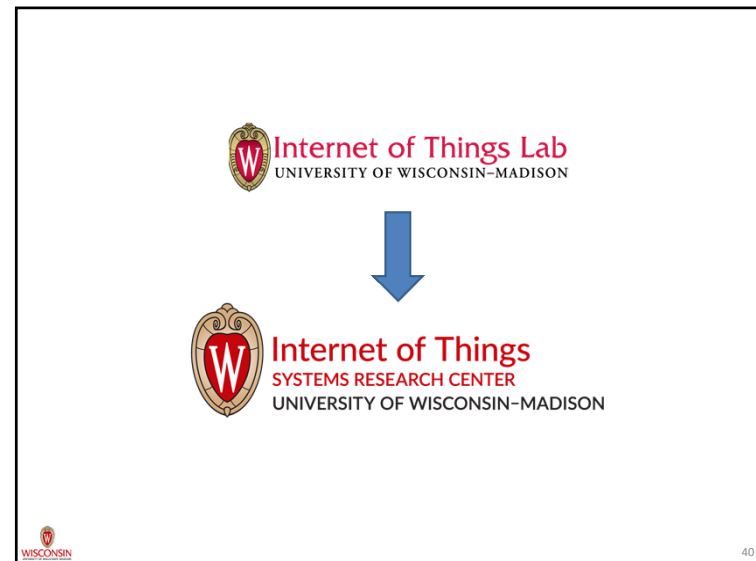 W
Internet of Things Lab
UNIVERSITY OF WISCONSIN–MADISON
W
Internet of Things
SYSTEMS RESEARCH CENTER
UNIVERSITY OF WISCONSIN–MADISON
W
WISCONSIN
40